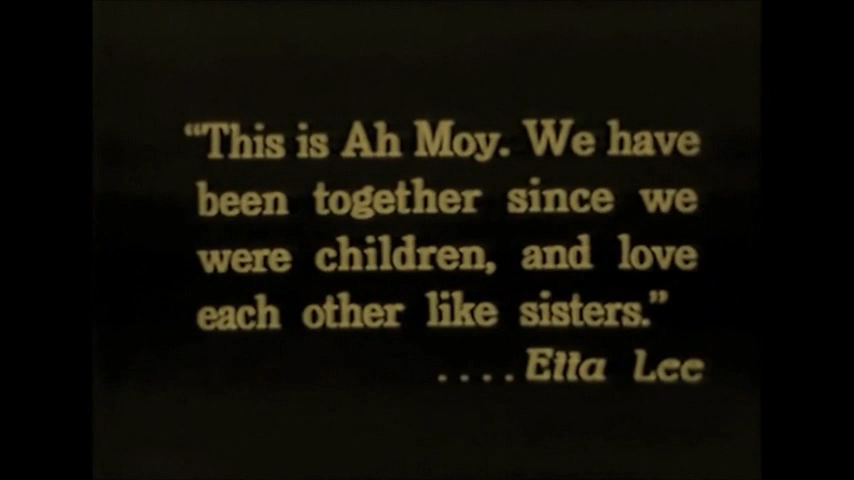 “This is Ah Moy. We have
been together since we
were children, and love
each other like sisters.”
....Etta Lee